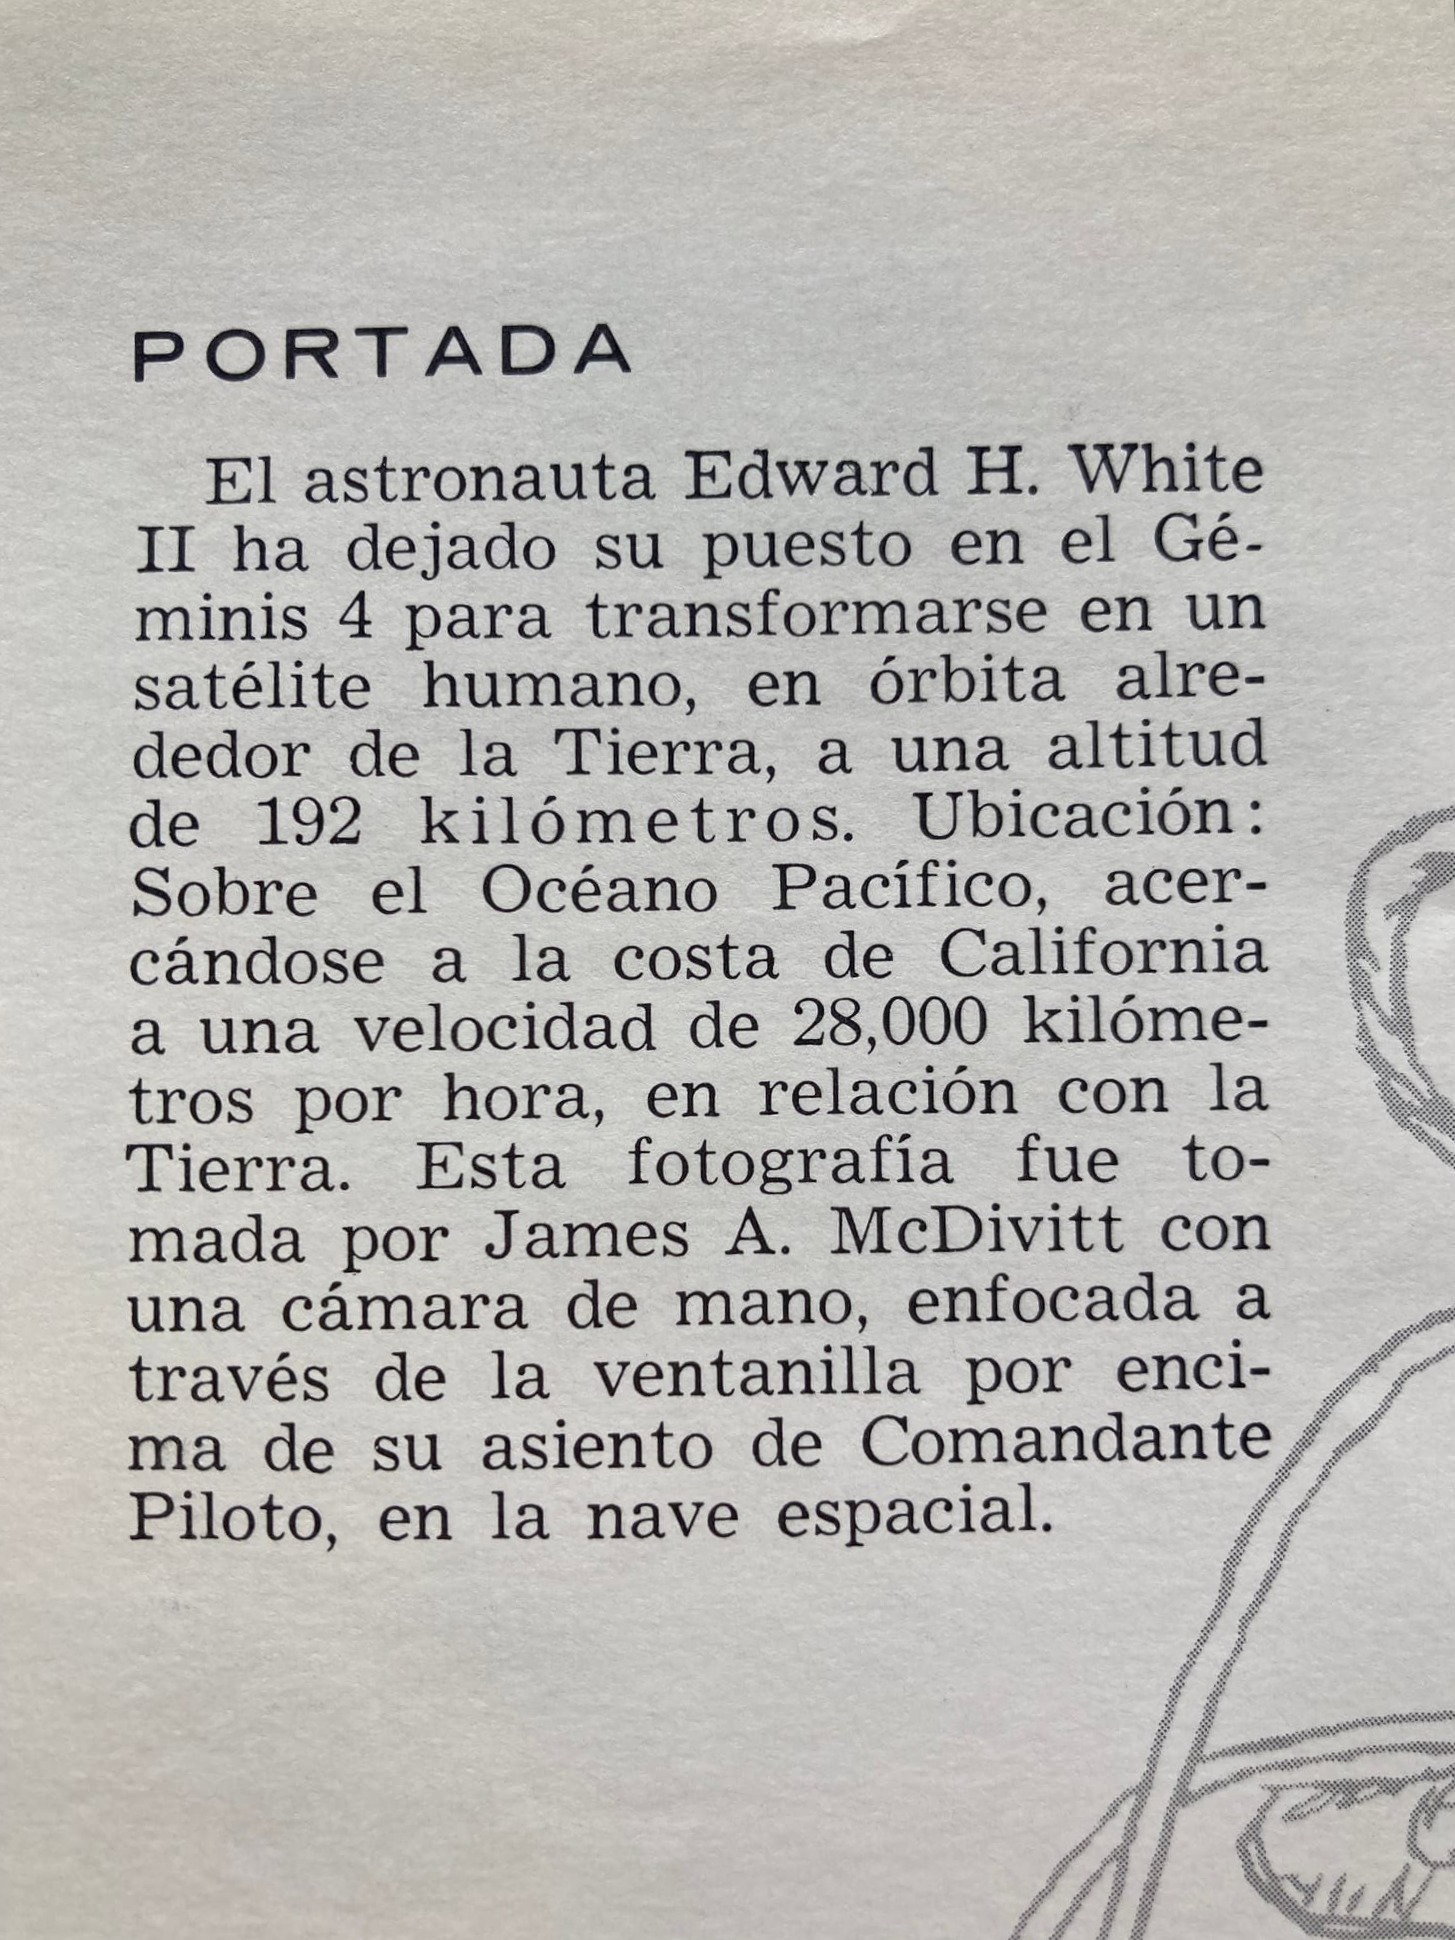 PORTADA
El astronauta Edward H. White
II ha dejado su puesto en el Gé-
minis 4 para transformarse en un
satélite humano, en órbita alre-
dedor de la Tierra, a una altitud
de 192 kilómetros. Ubicación:
Sobre el Océano Pacífico, acer-
cándose a la costa de California
a una velocidad de 28,000 kilóme-
tros por hora, en relación con la
Tierra. Esta fotografía fue to-
mada por James A. McDivitt con
una cámara de mano, enfocada a
través de la ventanilla por enci-
ma de su asiento de Comandante
Piloto, en la nave espacial.